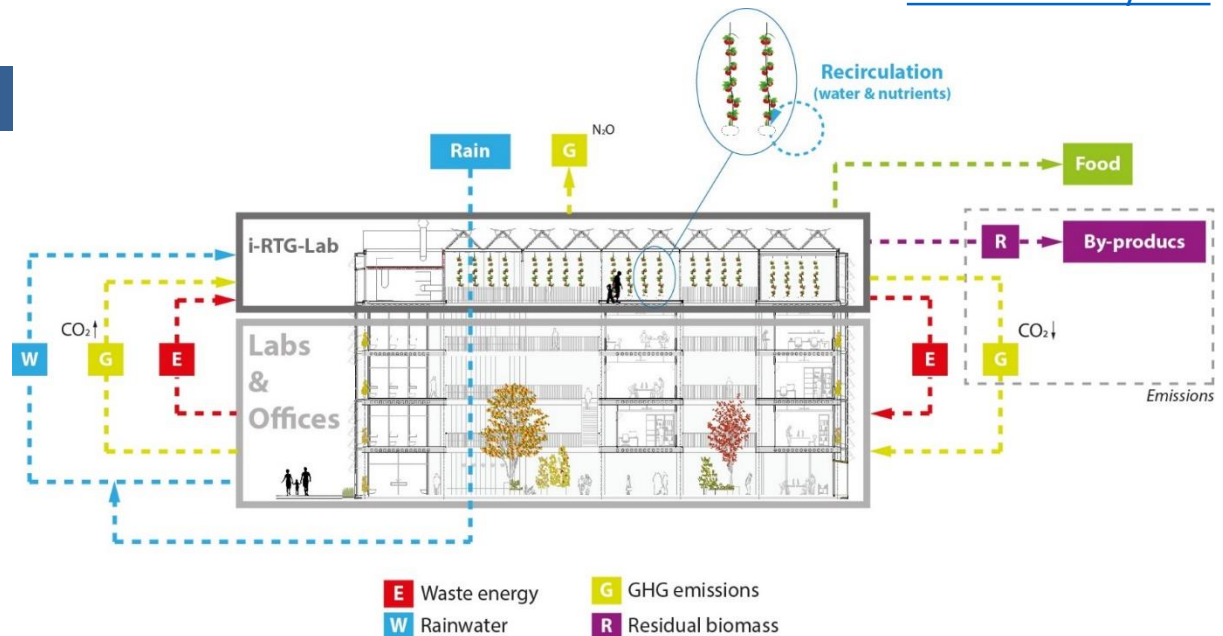 Recirculation
(water & nutrients)
N₂O
Rain
G
Food
i-RTG-Lab
R
By-producs
CO₂↑
CO₂↓
W
G
E
E
G
Labs
&
Offices
Emissions
E Waste energy
G GHG emissions
W Rainwater
R Residual biomass